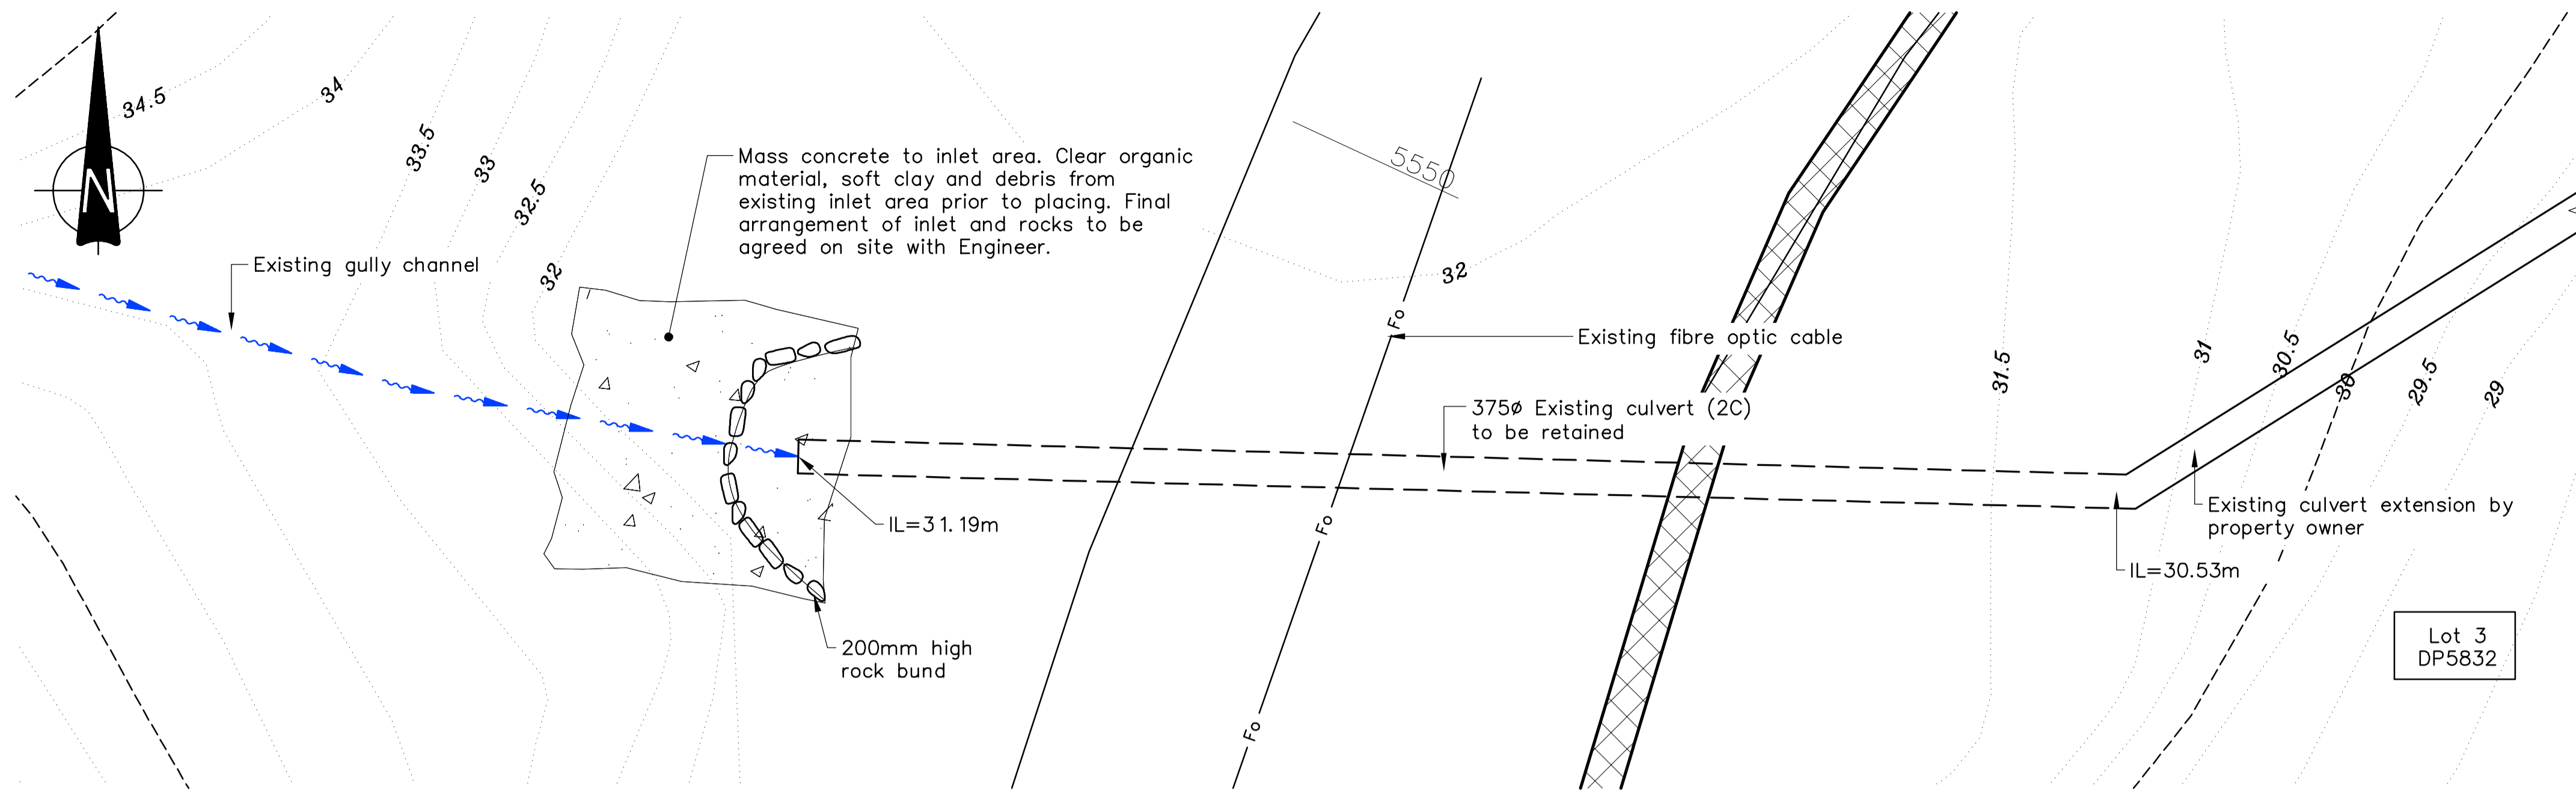 N
34.5
34
33.5
33
32.5
32
Existing gully channel
Mass concrete to inlet area. Clear organic
material, soft clay and debris from
existing inlet area prior to placing. Final
arrangement of inlet and rocks to be
agreed on site with Engineer.
5550
32
Fo
Existing fibre optic cable
375ø Existing culvert (2C)
to be retained
IL=31.19m
Fo
200mm high
rock bund
Fo
31.5
31
30.5
30
29.5
29
Existing culvert extension by
property owner
IL=30.53m
Lot 3
DP5832